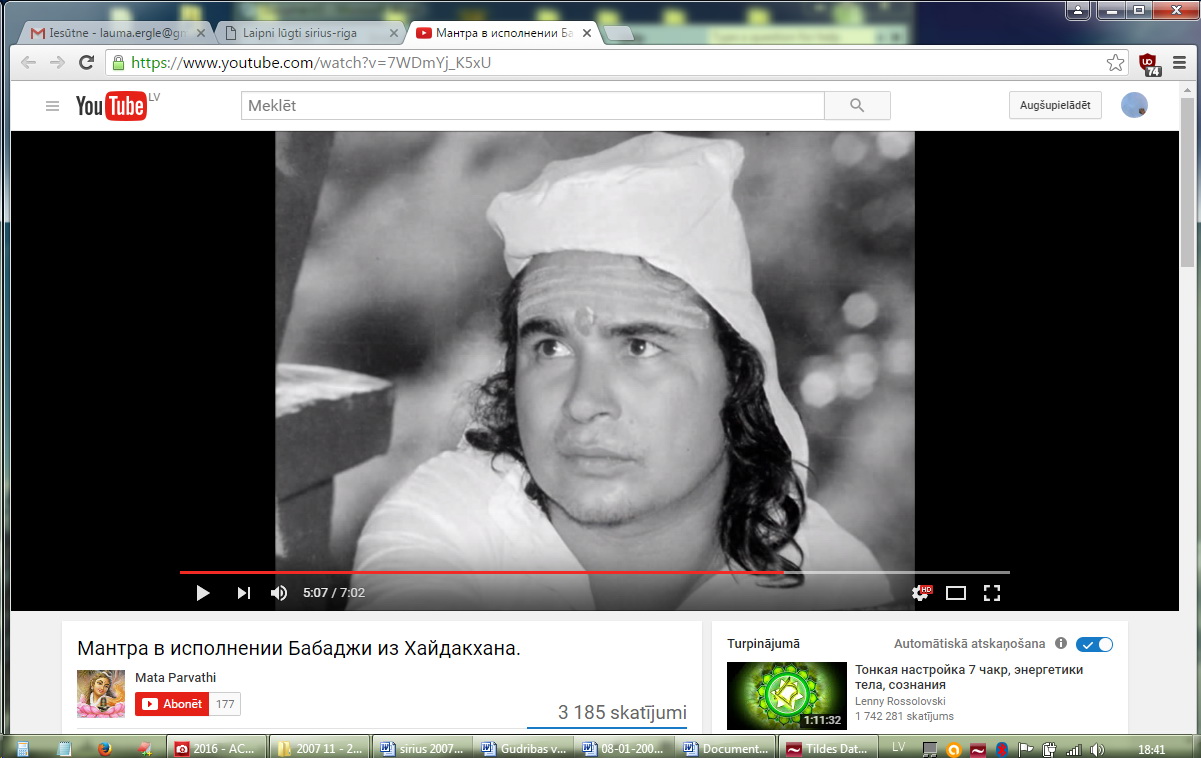 Iesūtne - lauma.ergle@gm
Laipni lūgti sirius-riga
Мантра в исполнении Ба
https://www.youtube.com/watch?v=7WDmYj_K5xU
74
YouTube LV
Meklēt
Augšupielādēt
5:07 / 7:02
HD
Мантра в исполнении Бабаджи из Хайдакхана.
Mata Parvathi
Abonēt 177
3 185 skatījumi
Turpinājumā
Automātiskā atskaņošana
Тонкая настройка 7 чакр, энергетики
тела, сознания
Lenny Rossolovski
1 742 281 skatījums
1:11:32
2016 - AC...
2007 11 - 2...
sirius 2007...
Gudribas v...
08-01-200...
Document...
Tildes Dat...
LV
18:41